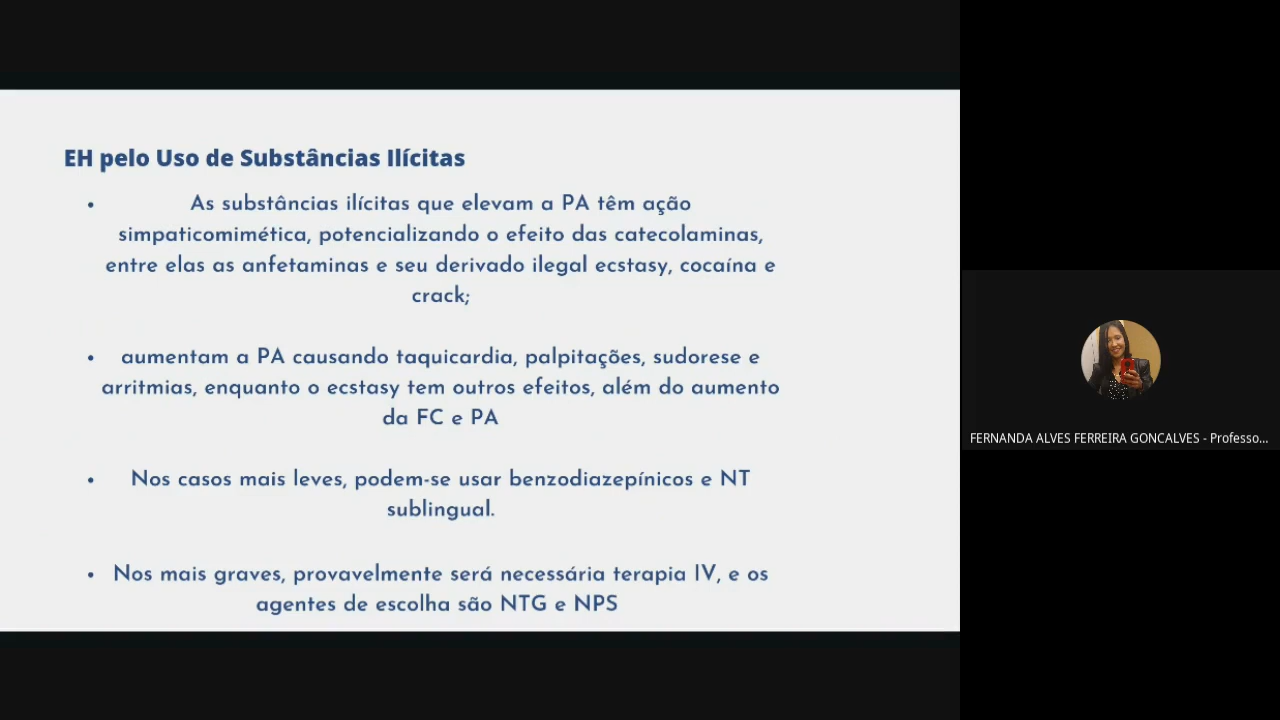 EH pelo Uso de Substâncias Ilícitas
• As substâncias ilícitas que elevam a PA têm ação
simpaticomimética, potencializando o efeito das catecolaminas,
entre elas as anfetaminas e seu derivado ilegal ecstasy, cocaína e
crack;
• aumentam a PA causando taquicardia, palpitações, sudorese e
arritmias, enquanto o ecstasy tem outros efeitos, além do aumento
da FC e PA
• Nos casos mais leves, podem-se usar benzodiazepínicos e NT
sublingual.
• Nos mais graves, provavelmente será necessária terapia IV, e os
agentes de escolha são NTG e NPS
FERNANDA ALVES FERREIRA GONCALVES - Professo...